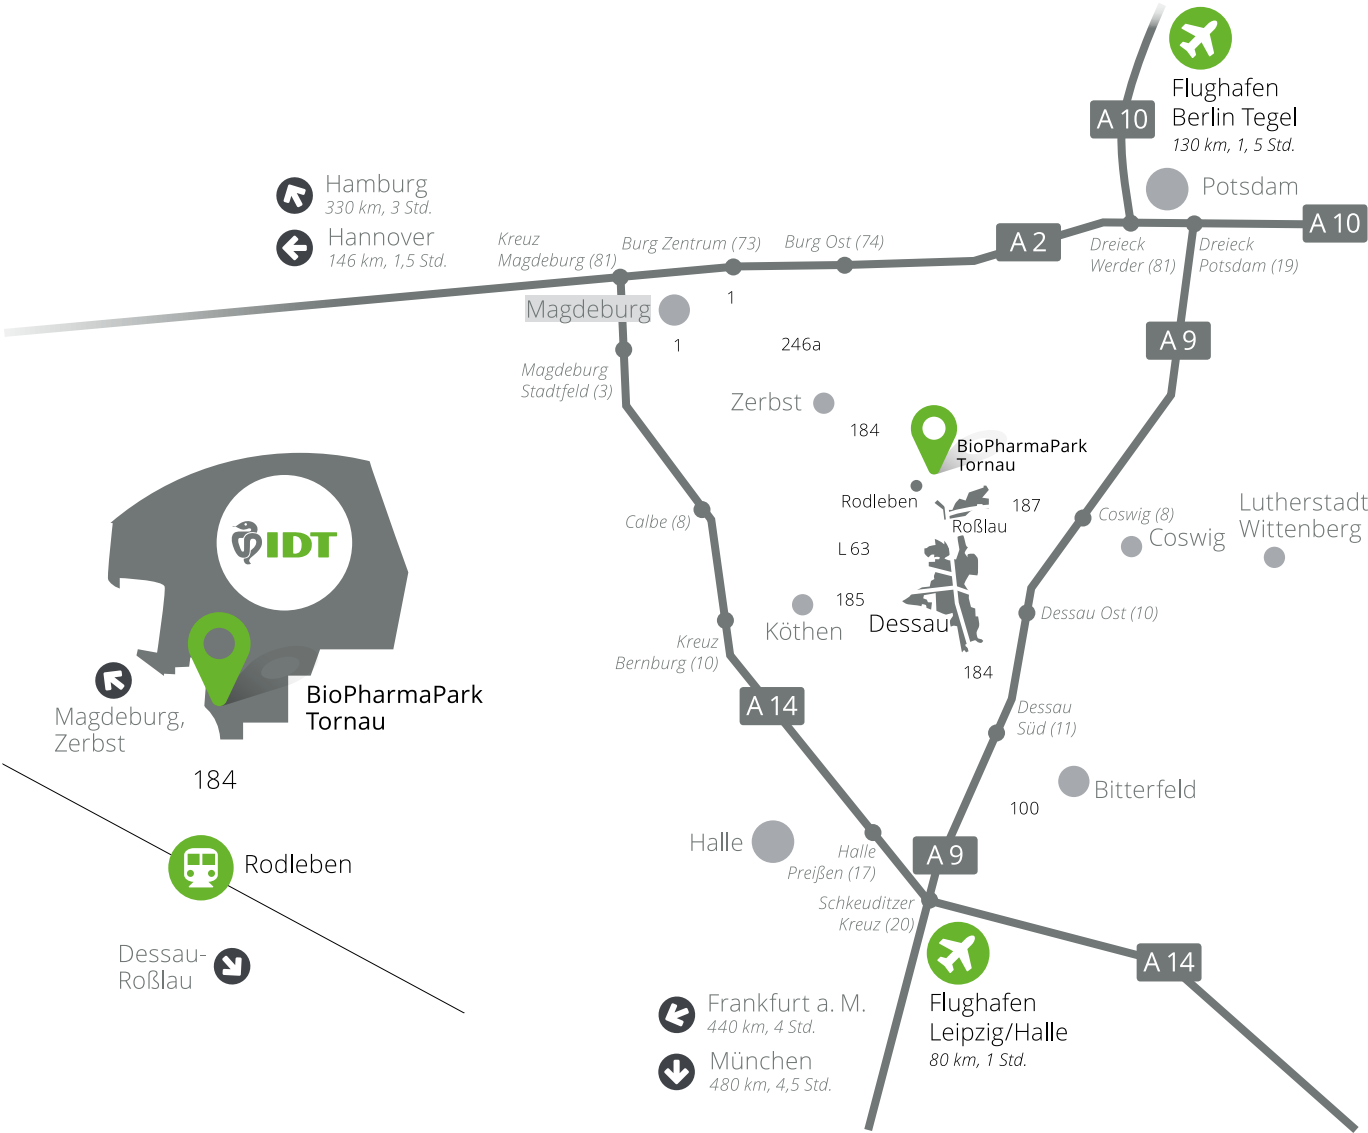 Flughafen
Berlin Tegel
130 km, 1, 5 Std.
A 10
Potsdam
Hamburg
330 km, 3 Std.
Hannover
146 km, 1,5 Std.
Kreuz
Magdeburg (81)
Burg Zentrum (73)
Burg Ost (74)
A 2
Dreieck
Werder (81)
Dreieck
Potsdam (19)
A 10
Magdeburg
1
1
246a
A 9
Magdeburg
Stadtfeld (3)
Zerbst
184
BioPharmaPark
Tornau
Rodleben
Roßlau
187
Calbe (8)
Coswig (8)
Coswig
Lutherstadt
Wittenberg
L 63
185
Köthen
Dessau
Dessau Ost (10)
Kreuz
Bernburg (10)
184
A 14
Dessau
Süd (11)
Bitterfeld
100
Halle
Halle
Preißen (17)
A 9
Schkeuditzer
Kreuz (20)
A 14
Flughafen
Leipzig/Halle
80 km, 1 Std.
Frankfurt a. M.
440 km, 4 Std.
München
480 km, 4,5 Std.
IDT
BioPharmaPark
Tornau
Magdeburg,
Zerbst
184
Rodleben
Dessau-
Roßlau